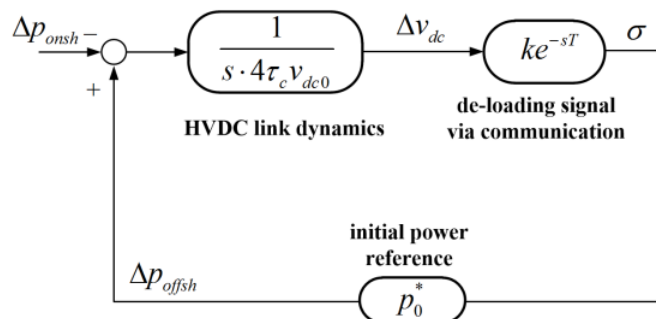 Δp_onsh − 1 / (s · 4τ_c v_dc0) Δv_dc ke^{-sT} σ
+
HVDC link dynamics
de-loading signal
via communication
initial power
reference
Δp_offsh
p_0^*